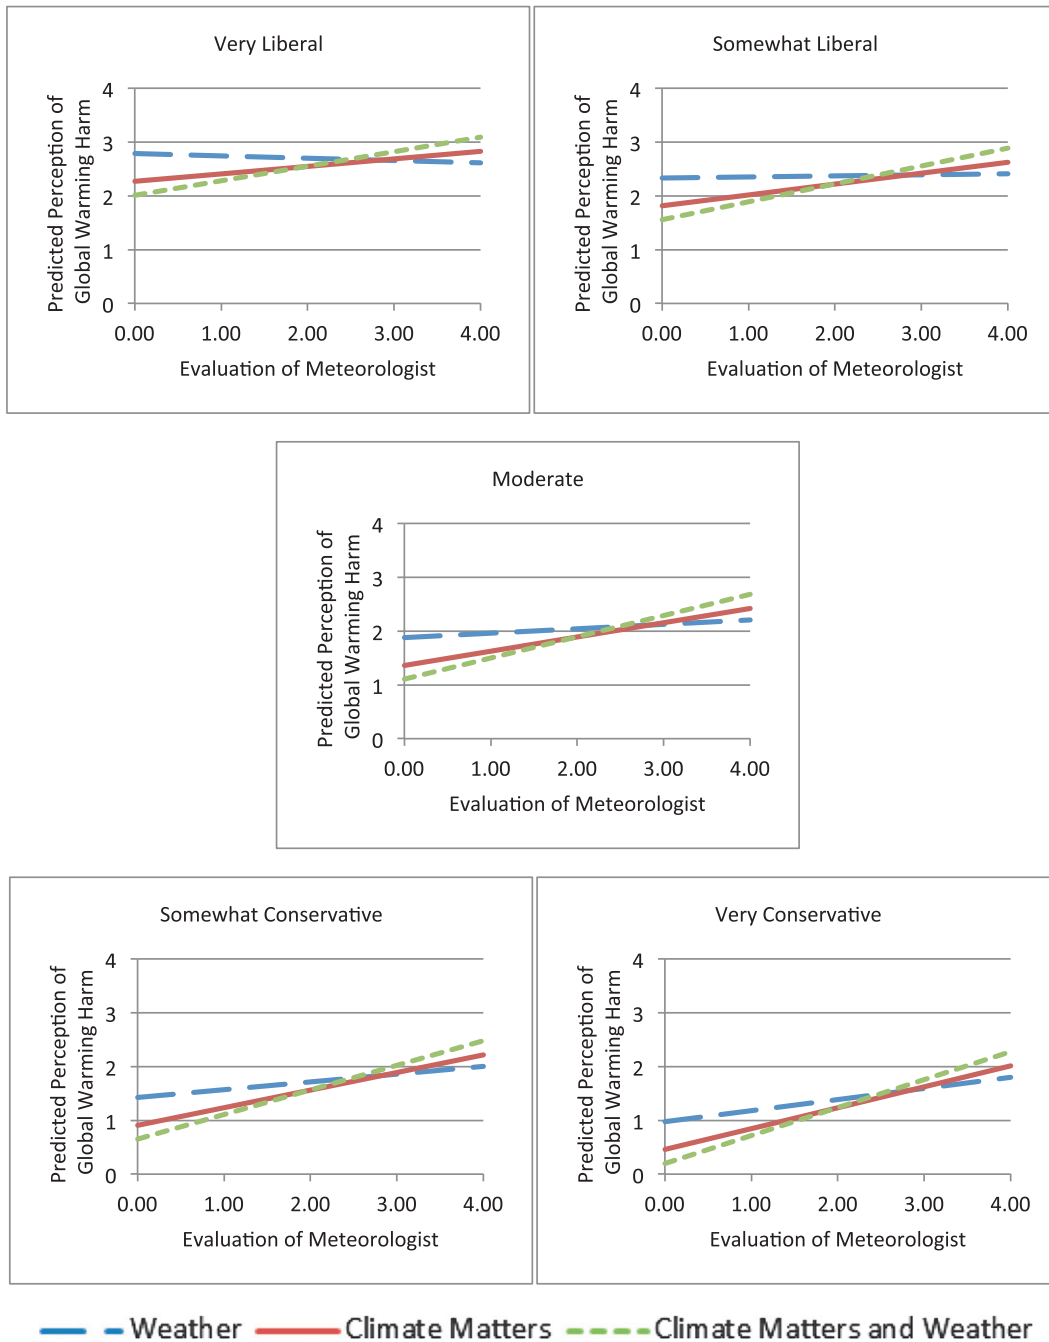 Very Liberal
Predicted Perception of
Global Warming Harm
4
3
2
1
0
0.00 1.00 2.00 3.00 4.00
Evaluation of Meteorologist
Somewhat Liberal
Predicted Perception of
Global Warming Harm
4
3
2
1
0
0.00 1.00 2.00 3.00 4.00
Evaluation of Meteorologist
Moderate
Predicted Perception of
Global Warming Harm
4
3
2
1
0
0.00 1.00 2.00 3.00 4.00
Evaluation of Meteorologist
Somewhat Conservative
Predicted Perception of
Global Warming Harm
4
3
2
1
0
0.00 1.00 2.00 3.00 4.00
Evaluation of Meteorologist
Very Conservative
Predicted Perception of
Global Warming Harm
4
3
2
1
0
0.00 1.00 2.00 3.00 4.00
Evaluation of Meteorologist
Weather Climate Matters Climate Matters and Weather